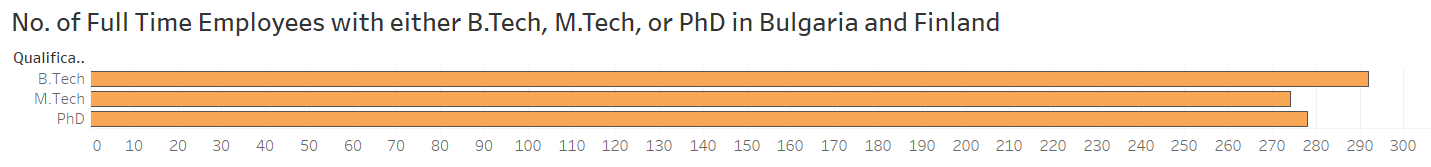 No. of Full Time Employees with either B.Tech, M.Tech, or PhD in Bulgaria and Finland
Qualifica..
B.Tech
M.Tech
PhD
0 10 20 30 40 50 60 70 80 90 100 110 120 130 140 150 160 170 180 190 200 210 220 230 240 250 260 270 280 290 300